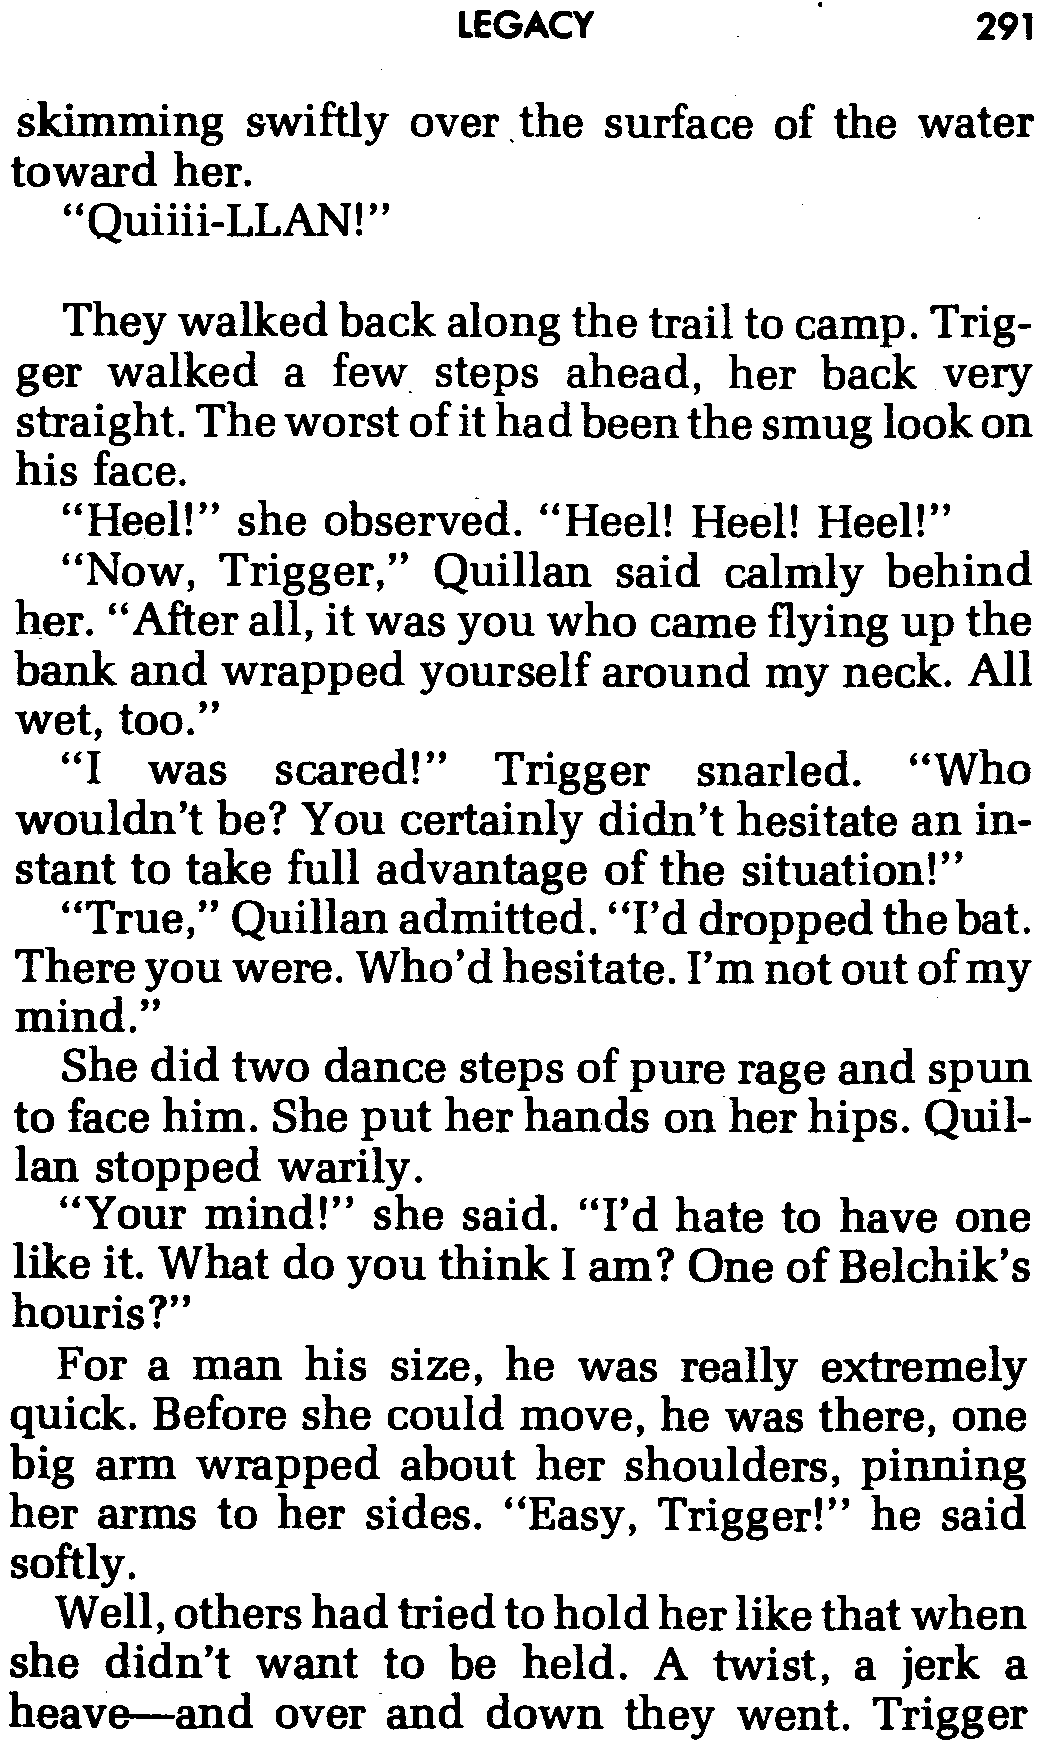 LEGACY 291
skimming swiftly over the surface of the water
toward her.
"Quiiii-LLAN!"
They walked back along the trail to camp. Trig-
ger walked a few steps ahead, her back very
straight. The worst of it had been the smug look on
his face.
"Heel!" she observed. "Heel! Heel! Heel!"
"Now, Trigger," Quillan said calmly behind
her. "After all, it was you who came flying up the
bank and wrapped yourself around my neck. All
wet, too."
"I was scared!" Trigger snarled. "Who
wouldn't be? You certainly didn't hesitate an in-
stant to take full advantage of the situation!"
"True," Quillan admitted. "I'd dropped the bat.
There you were. Who'd hesitate. I'm not out of my
mind."
She did two dance steps of pure rage and spun
to face him. She put her hands on her hips. Quil-
lan stopped warily.
"Your mind!" she said. "I'd hate to have one
like it. What do you think I am? One of Belchik's
houris?"
For a man his size, he was really extremely
quick. Before she could move, he was there, one
big arm wrapped about her shoulders, pinning
her arms to her sides. "Easy, Trigger!" he said
softly.
Well, others had tried to hold her like that when
she didn't want to be held. A twist, a jerk a
heave—and over and down they went. Trigger